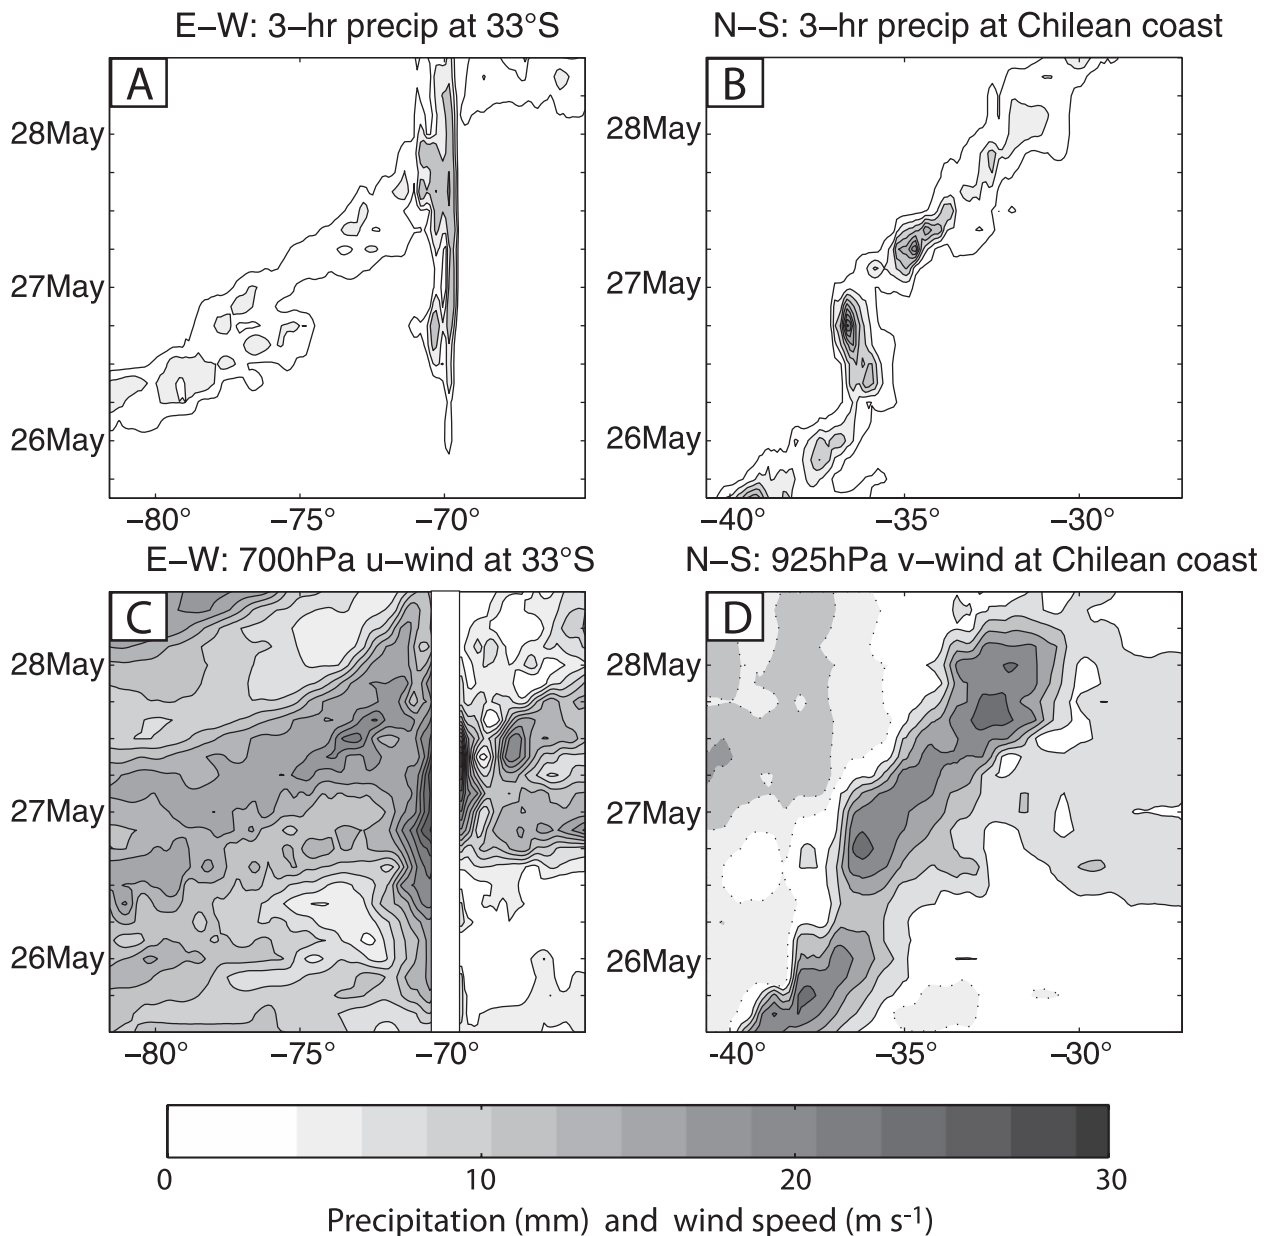 E–W: 3–hr precip at 33°S
N–S: 3–hr precip at Chilean coast
A
B
28May
27May
26May
28May
27May
26May
–80° –75° –70°
–40° –35° –30°
E–W: 700hPa u–wind at 33°S
N–S: 925hPa v–wind at Chilean coast
C
D
28May
27May
26May
28May
27May
26May
–80° –75° –70°
-40° –35° -30°
0 10 20 30
Precipitation (mm) and wind speed (m s-1)